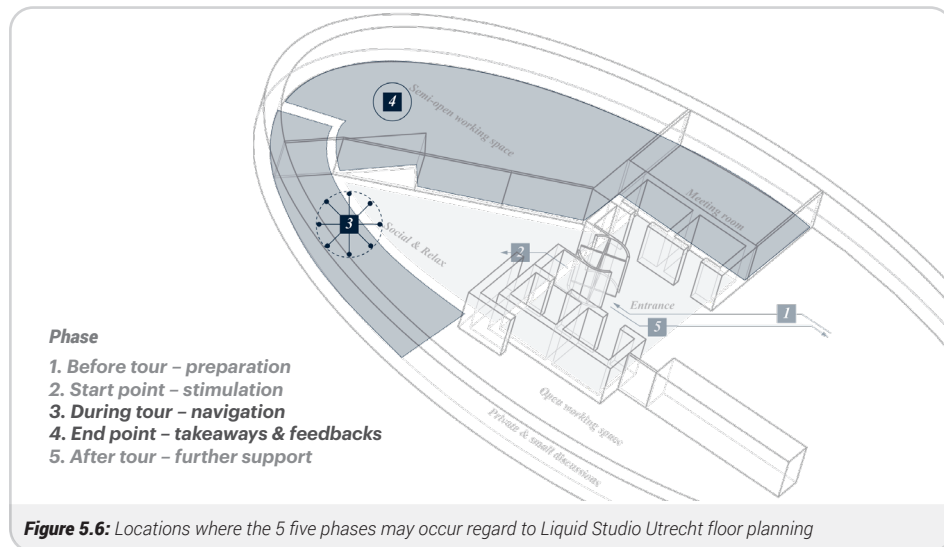 Semi-open working space
4
Meeting room
3
Social & Relax
2
Entrance
1
5
Open working space
Private & small discussions
Phase
1. Before tour – preparation
2. Start point – stimulation
3. During tour – navigation
4. End point – takeaways & feedbacks
5. After tour – further support
Figure 5.6: Locations where the 5 five phases may occur regard to Liquid Studio Utrecht floor planning